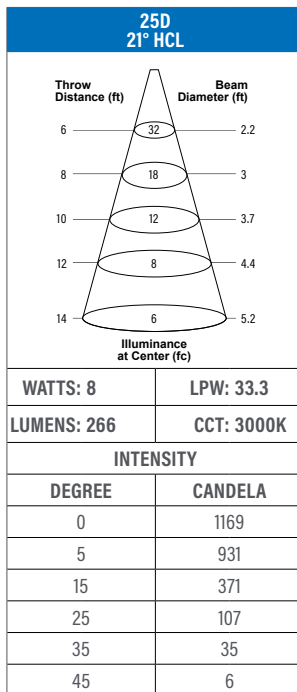 25D
21° HCL
Throw Distance (ft)
Beam Diameter (ft)
6 32 2.2
8 18 3
10 12 3.7
12 8 4.4
14 6 5.2
Illuminance
at Center (fc)
WATTS: 8 LPW: 33.3
LUMENS: 266 CCT: 3000K
INTENSITY
DEGREE CANDELA
0 1169
5 931
15 371
25 107
35 35
45 6